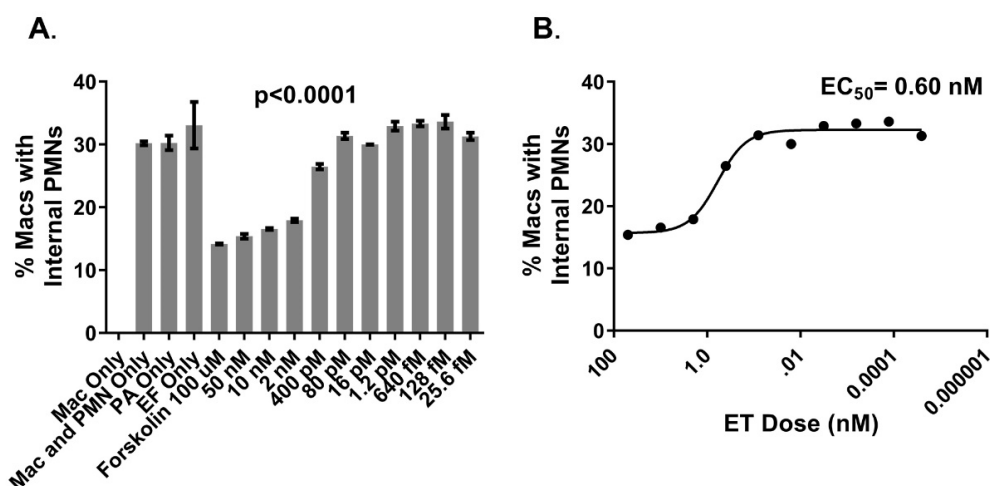 A.
40
30
20
10
0
% Macs with
Internal PMNs
p<0.0001
Mac Only
Mac and PMN Only
PA Only
EF Only
Forskolin 100 uM
50 nM
10 nM
2 nM
400 pM
80 pM
16 pM
1.2 pM
640 fM
128 fM
25.6 fM
B.
40
30
20
10
0
% Macs with
Internal PMNs
EC50= 0.60 nM
100
1.0
.01
0.0001
0.000001
ET Dose (nM)